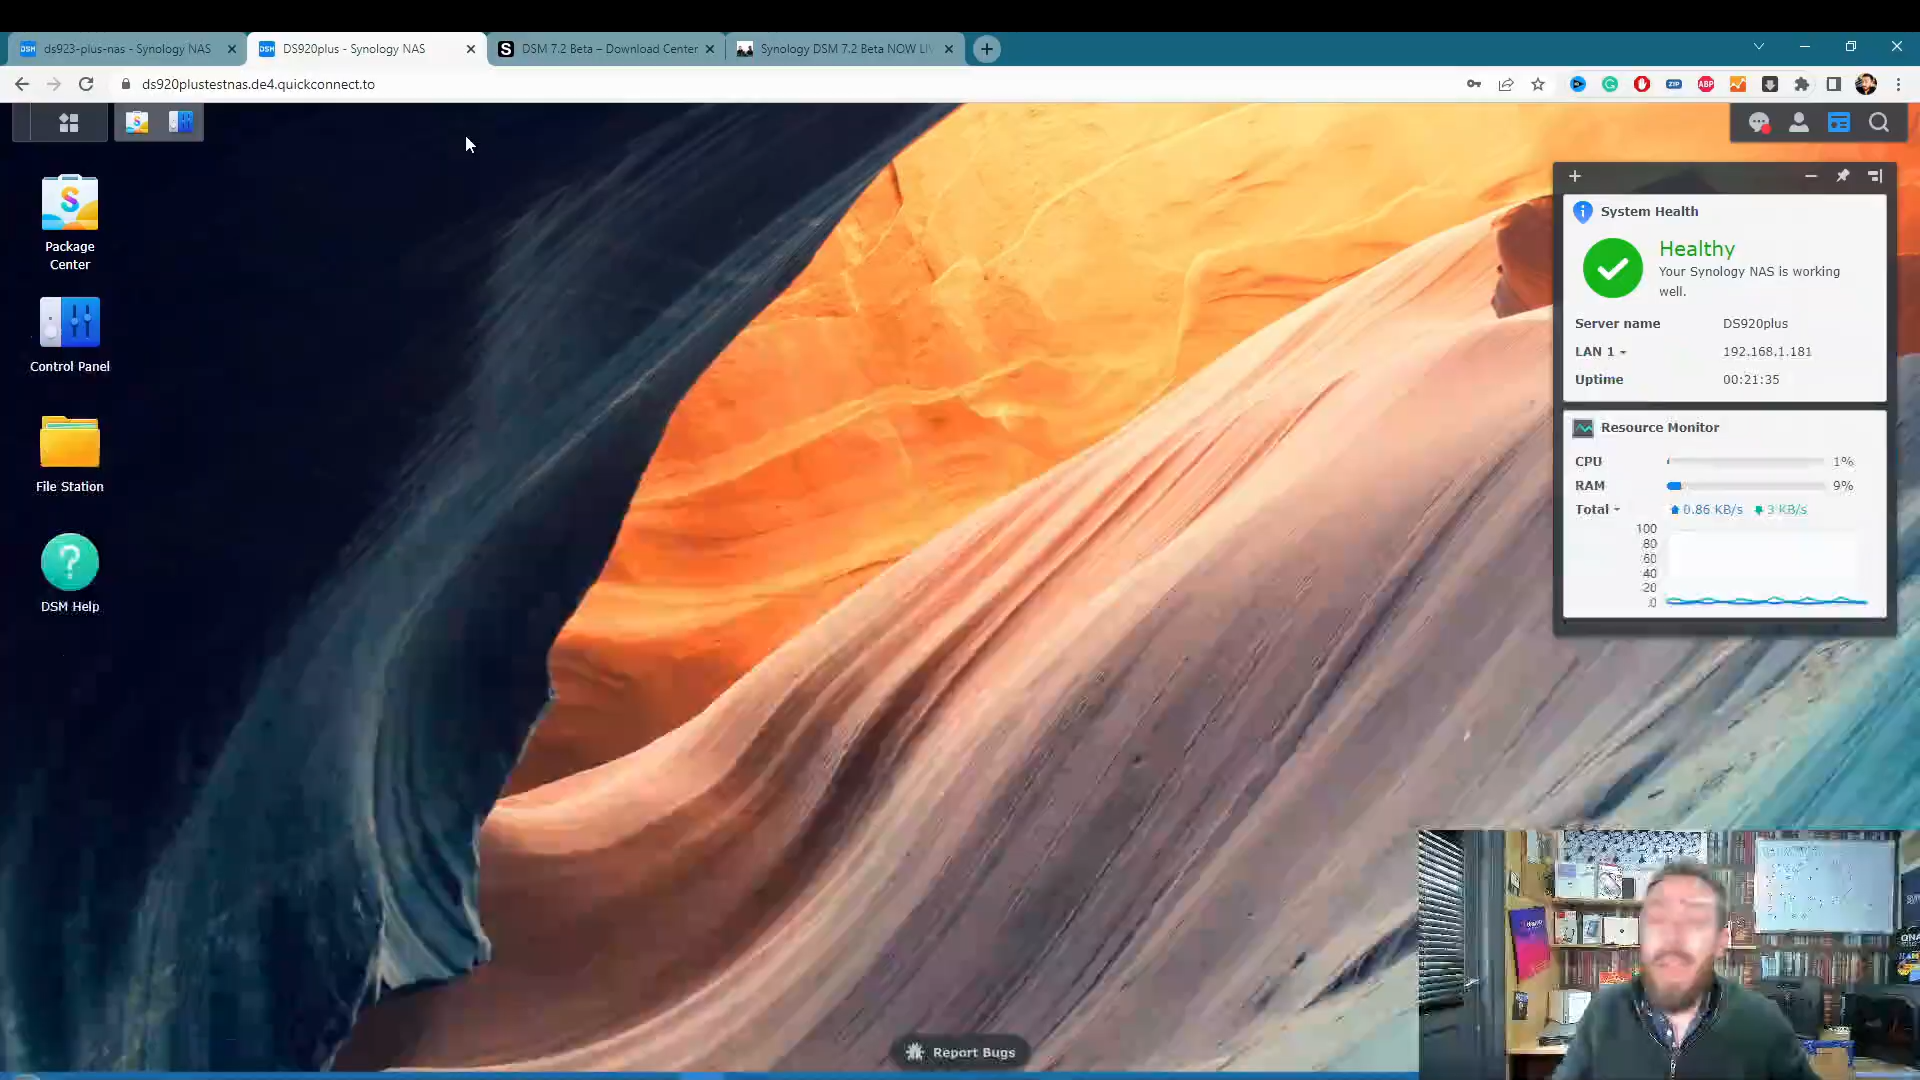 ds923-plus-nas - Synology NAS
DS920plus - Synology NAS
DSM 7.2 Beta – Download Center
Synology DSM 7.2 Beta NOW LIV
ds920plustestnas.de4.quickconnect.to
ZIP
ABP
Package
Center
Control Panel
File Station
DSM Help
System Health
Healthy
Your Synology NAS is working
well.
Server name DS920plus
LAN 1 192.168.1.181
Uptime 00:21:35
Resource Monitor
CPU 1%
RAM 9%
Total 0.86 KB/s 3 KB/s
100
80
60
40
20
0
Report Bugs